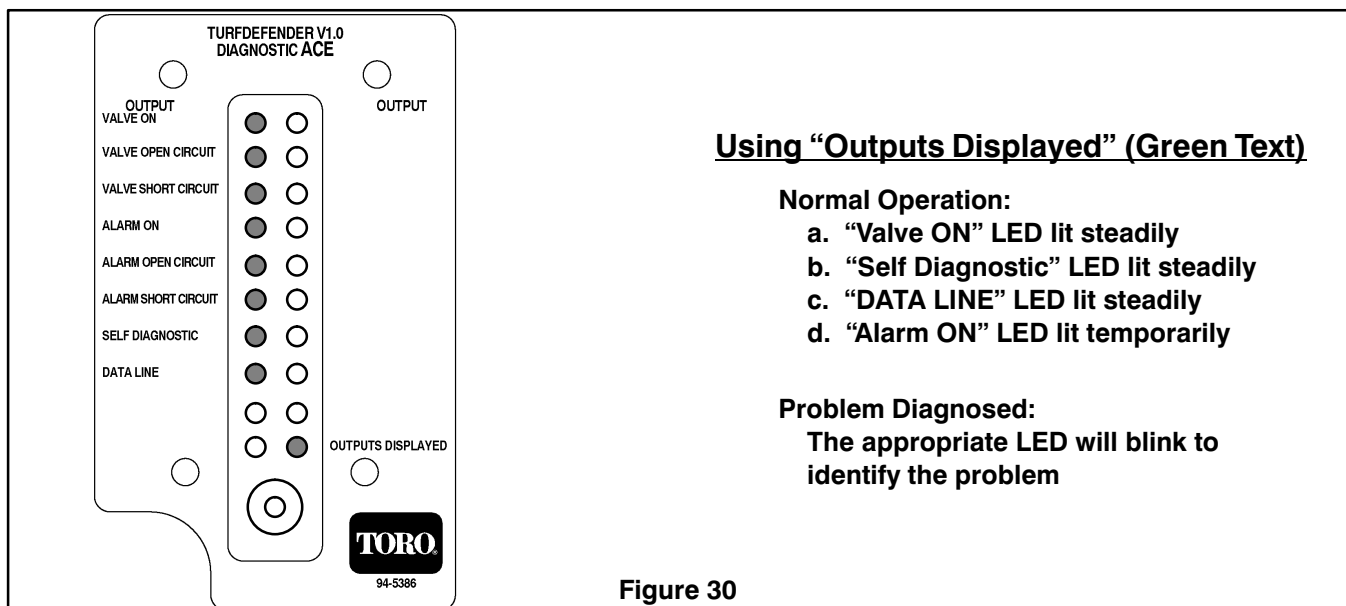 TURFDEFENDER V1.0
DIAGNOSTIC ACE
OUTPUT
OUTPUT
VALVE ON
VALVE OPEN CIRCUIT
VALVE SHORT CIRCUIT
ALARM ON
ALARM OPEN CIRCUIT
ALARM SHORT CIRCUIT
SELF DIAGNOSTIC
DATA LINE
OUTPUTS DISPLAYED
TORO®
94-5386
Using “Outputs Displayed” (Green Text)
Normal Operation:
a. “Valve ON” LED lit steadily
b. “Self Diagnostic” LED lit steadily
c. “DATA LINE” LED lit steadily
d. “Alarm ON” LED lit temporarily
Problem Diagnosed:
The appropriate LED will blink to
identify the problem
Figure 30